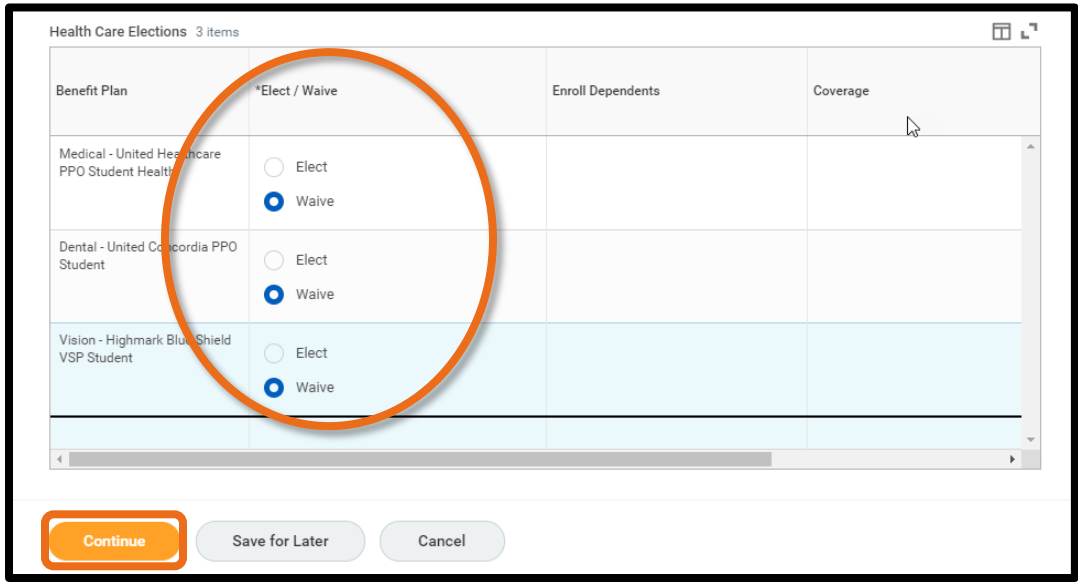 Health Care Elections 3 items
Benefit Plan *Elect / Waive Enroll Dependents Coverage
Medical - United Healthcare
PPO Student Health
Elect
Waive
Dental - United Concordia PPO
Student
Elect
Waive
Vision - Highmark Blue Shield
VSP Student
Elect
Waive
Continue Save for Later Cancel